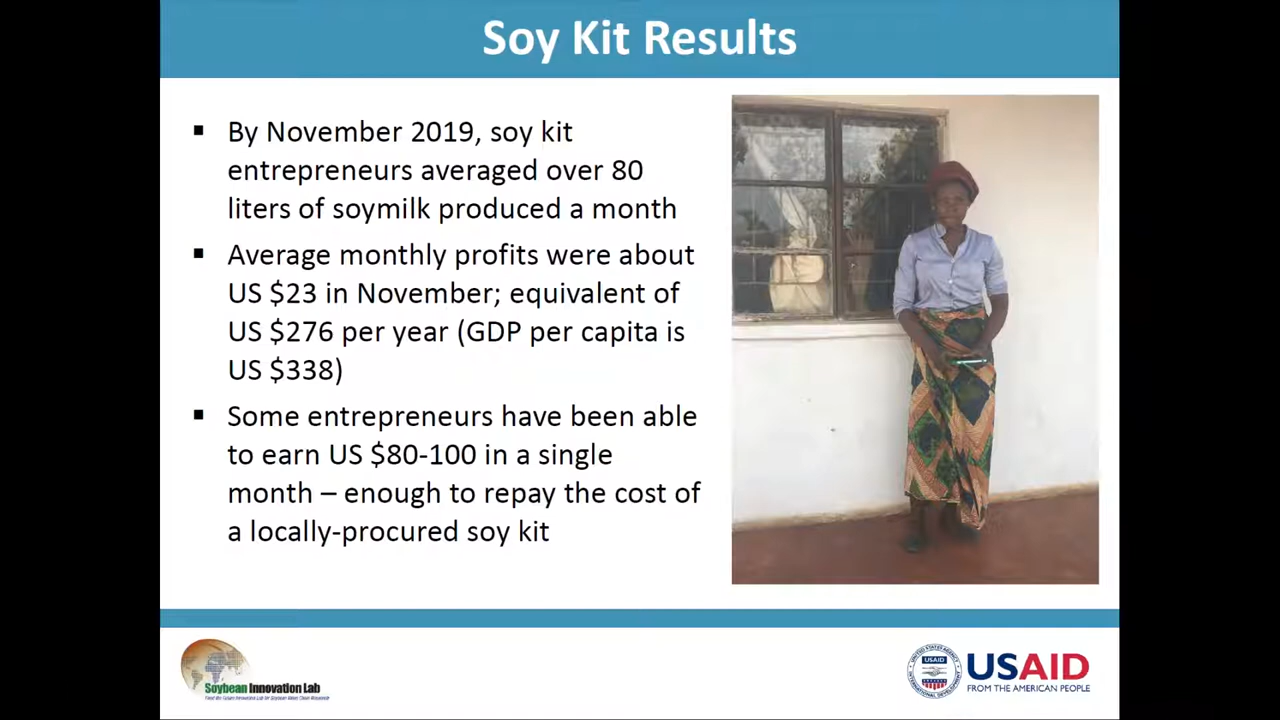 Soy Kit Results
By November 2019, soy kit
entrepreneurs averaged over 80
liters of soymilk produced a month
Average monthly profits were about
US $23 in November; equivalent of
US $276 per year (GDP per capita is
US $338)
Some entrepreneurs have been able
to earn US $80-100 in a single
month – enough to repay the cost of
a locally-procured soy kit
Soybean Innovation Lab
USAID
USAID
FROM THE AMERICAN PEOPLE